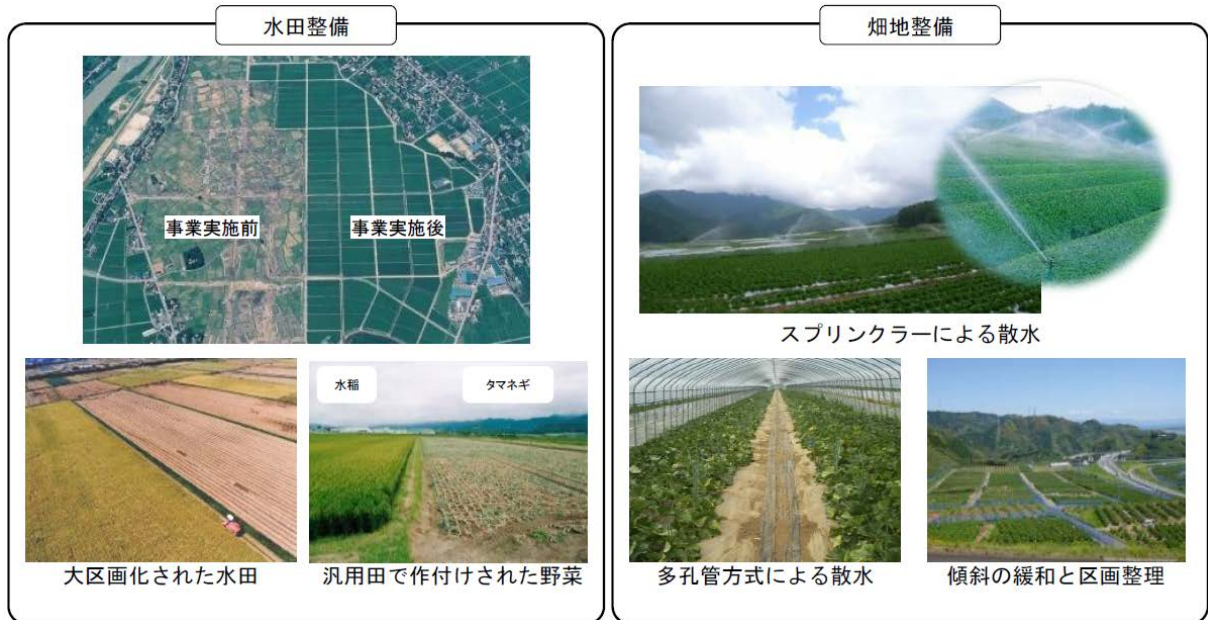 水田整備
事業実施前
事業実施後
水稲
タマネギ
大区画化された水田
汎用田で作付けされた野菜
畑地整備
スプリンクラーによる散水
多孔管方式による散水
傾斜の緩和と区画整理